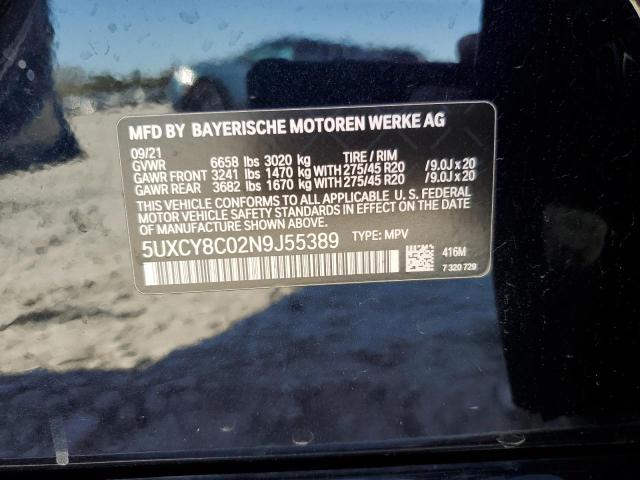 MFD BY BAYERISCHE MOTOREN WERKE AG
09/21
GVWR 6658 lbs 3020 kg TIRE / RIM
GAWR FRONT 3241 lbs 1470 kg WITH 275/45 R20 /9.0J x 20
GAWR REAR 3682 lbs 1670 kg WITH 275/45 R20 /9.0J x 20
THIS VEHICLE CONFORMS TO ALL APPLICABLE U. S. FEDERAL
MOTOR VEHICLE SAFETY STANDARDS IN EFFECT ON THE DATE OF
MANUFACTURE SHOWN ABOVE.
5UXCY8C02N9J55389 TYPE: MPV
416M
7 320 729